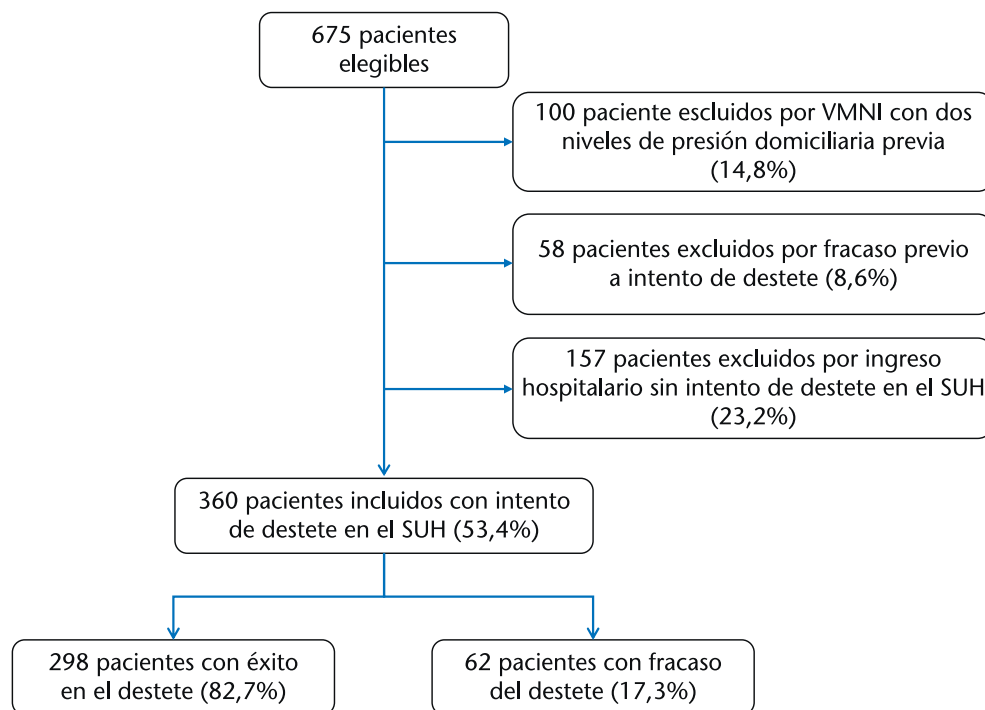 675 pacientes
elegibles
100 paciente escluidos por VMNI con dos
niveles de presión domiciliaria previa
(14,8%)
58 pacientes excluidos por fracaso previo
a intento de destete (8,6%)
157 pacientes excluidos por ingreso
hospitalario sin intento de destete en el SUH
(23,2%)
360 pacientes incluidos con intento
de destete en el SUH (53,4%)
298 pacientes con éxito
en el destete (82,7%)
62 pacientes con fracaso
del destete (17,3%)